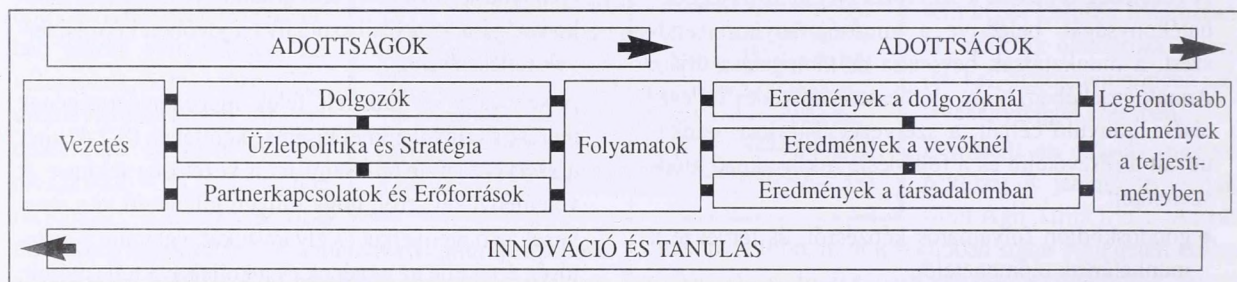 ADOTTSÁGOK
ADOTTSÁGOK
Vezetés
Dolgozók
Üzletpolitika és Stratégia
Partnerkapcsolatok és Erőforrások
Folyamatok
Eredmények a dolgozóknál
Eredmények a vevőknél
Eredmények a társadalomban
Legfontosabb
eredmények
a teljesít-
ményben
INNOVÁCIÓ ÉS TANULÁS